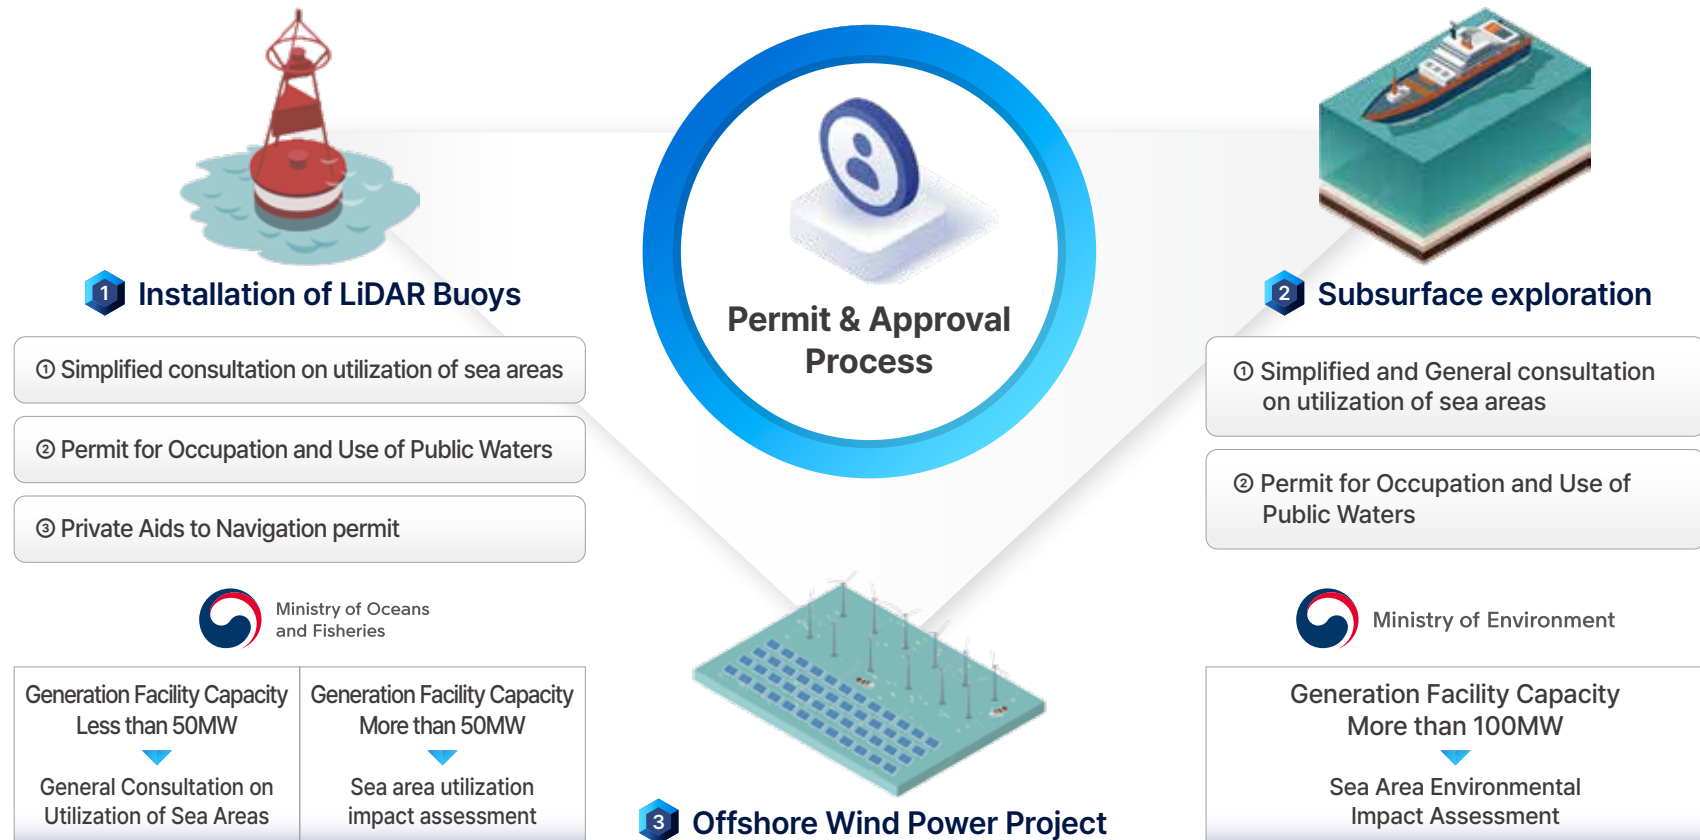 Permit & Approval
Process
1 Installation of LiDAR Buoys
① Simplified consultation on utilization of sea areas
② Permit for Occupation and Use of Public Waters
③ Private Aids to Navigation permit
Ministry of Oceans
and Fisheries
Generation Facility Capacity
Less than 50MW
General Consultation on
Utilization of Sea Areas
Generation Facility Capacity
More than 50MW
Sea area utilization
impact assessment
2 Subsurface exploration
① Simplified and General consultation
on utilization of sea areas
② Permit for Occupation and Use of
Public Waters
Ministry of Environment
Generation Facility Capacity
More than 100MW
Sea Area Environmental
Impact Assessment
3 Offshore Wind Power Project